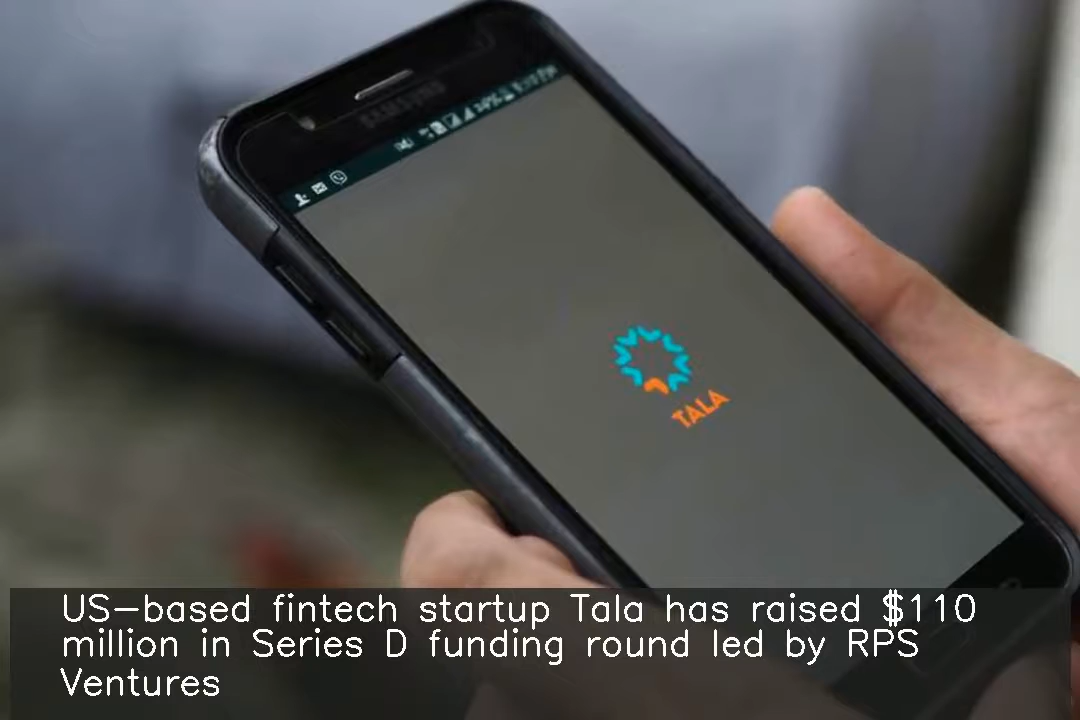 SAMSUNG
TALA
US-based fintech startup Tala has raised $110
million in Series D funding round led by RPS
Ventures